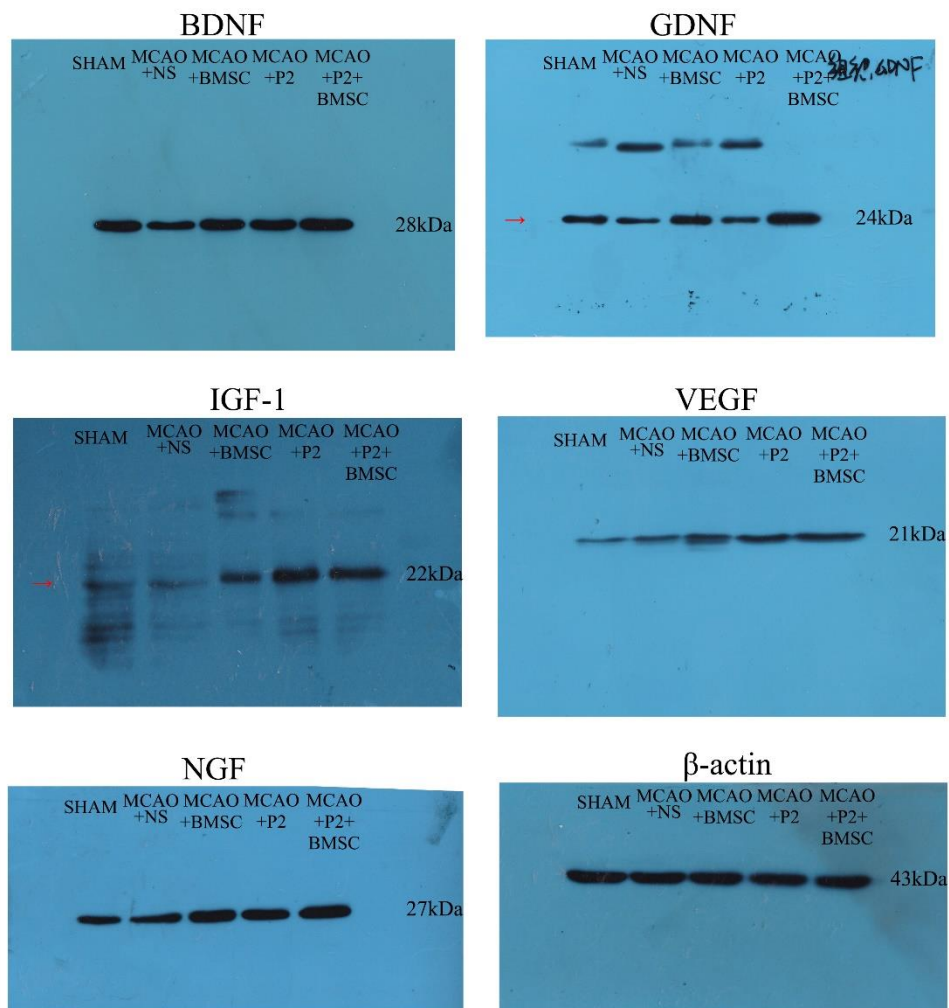 BDNF
SHAM MCAO +NS MCAO +BMSC MCAO +P2 MCAO +P2+ BMSC
28kDa
GDNF
SHAM MCAO +NS MCAO +BMSC MCAO +P2 MCAO +P2+ BMSC
GDNF
→
24kDa
IGF-1
SHAM MCAO +NS MCAO +BMSC MCAO +P2 MCAO +P2+ BMSC
→
22kDa
VEGF
SHAM MCAO +NS MCAO +BMSC MCAO +P2 MCAO +P2+ BMSC
21kDa
NGF
SHAM MCAO +NS MCAO +BMSC MCAO +P2 MCAO +P2+ BMSC
27kDa
β-actin
SHAM MCAO +NS MCAO +BMSC MCAO +P2 MCAO +P2+ BMSC
43kDa